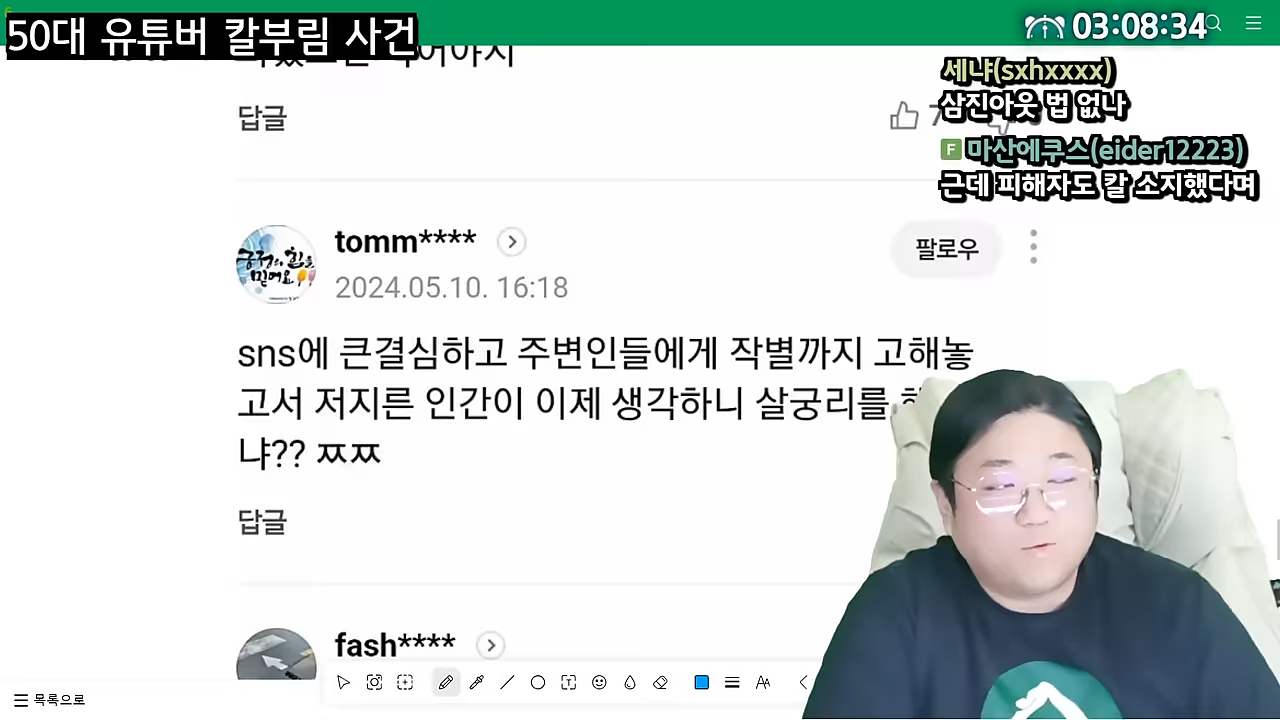 50대 유튜버 칼부림 사건
03:08:34
세냐(sxhxxxx)
삼진아웃 법 없나
F 마산에쿠스(eider12223)
근데 피해자도 칼 소지했다며
답글
7
tomm****
팔로우
2024.05.10. 16:18
sns에 큰결심하고 주변인들에게 작별까지 고해놓
고서 저지른 인간이 이제 생각하니 살궁리를
냐?? ㅉㅉ
답글
fash****
목록으로